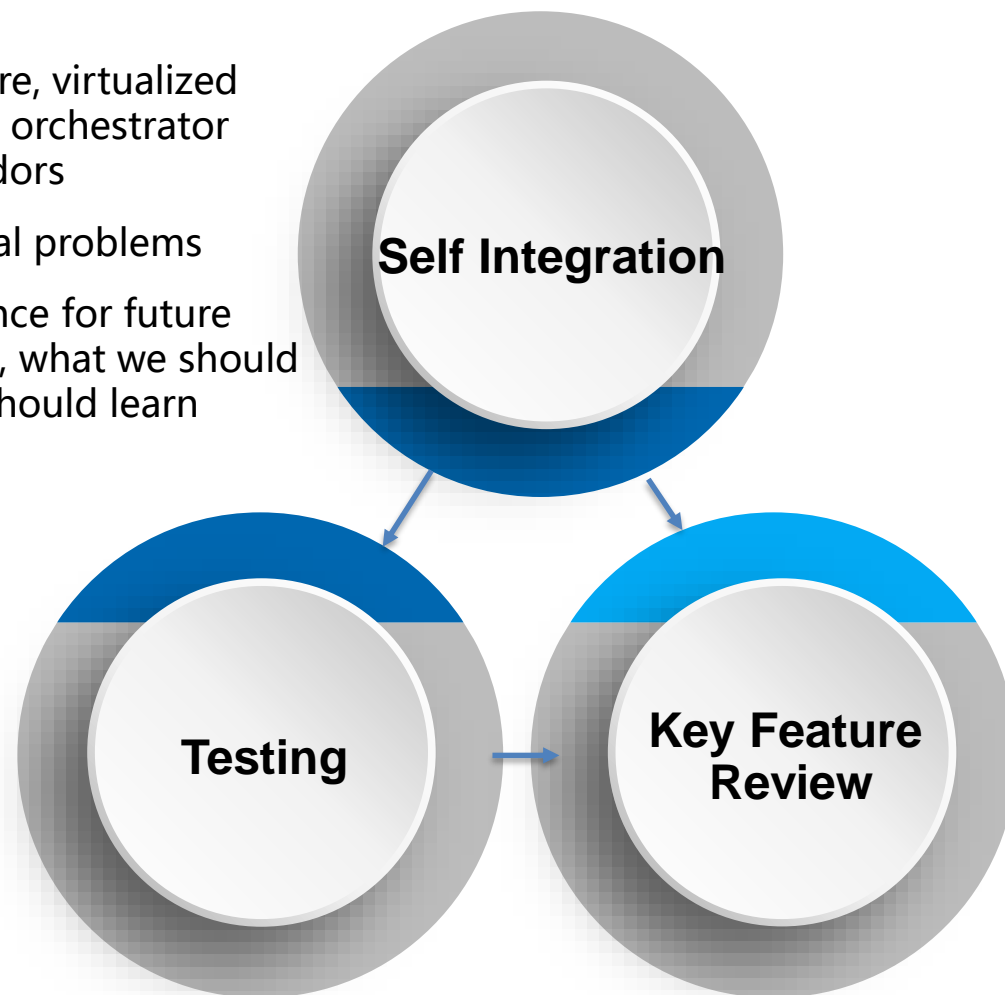 re, virtualized
orchestrator
dors
al problems
nce for future
, what we should
hould learn
Self Integration
Testing
Key Feature
Review